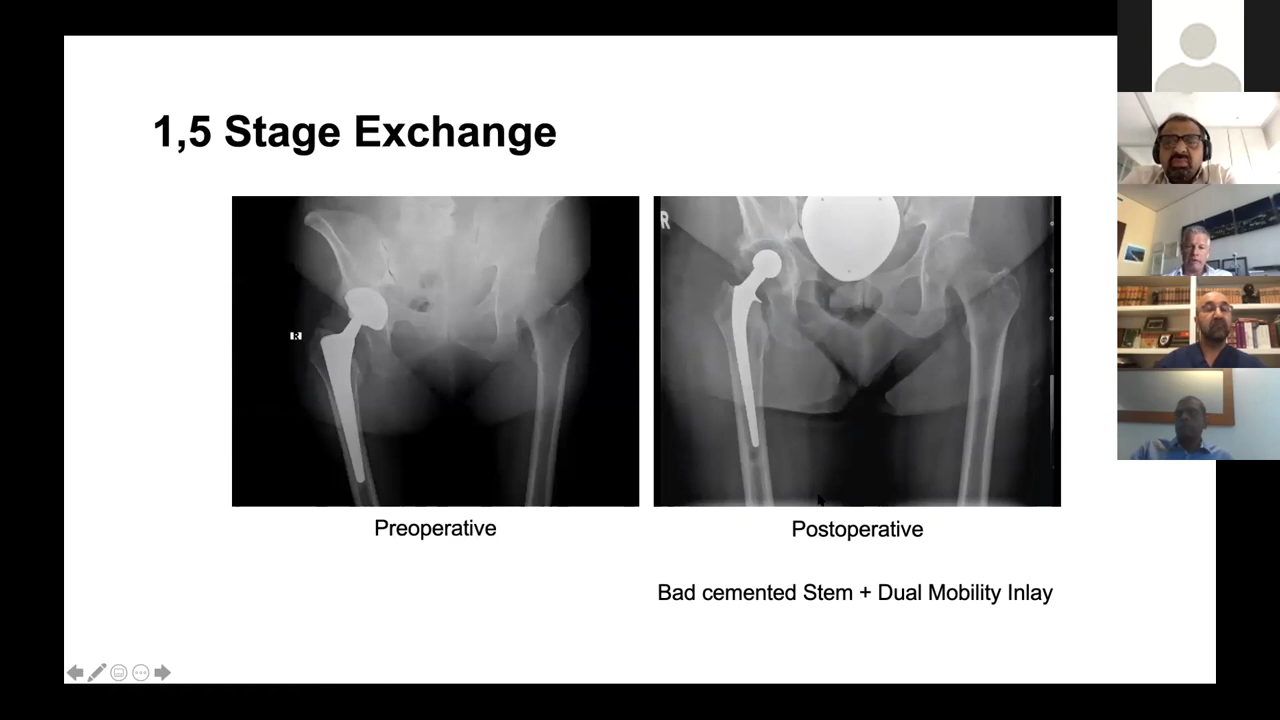 1,5 Stage Exchange
R
R
Preoperative
Postoperative
Bad cemented Stem + Dual Mobility Inlay